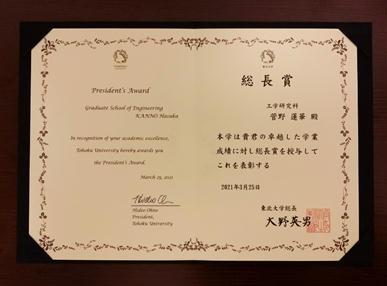 President's Award
Graduate School of Engineering
KANNO Hasuka
In recognition of your academic excellence,
Tohoku University hereby awards you
the President's Award.
March 25, 2021
Hideo Ohno
President,
Tohoku University
総長賞
工学研究科
菅野 蓮華 殿
本学は貴君の卓越した学業
成績に対し総長賞を授与して
これを表彰する
2021年3月25日
東北大学総長
大野英男